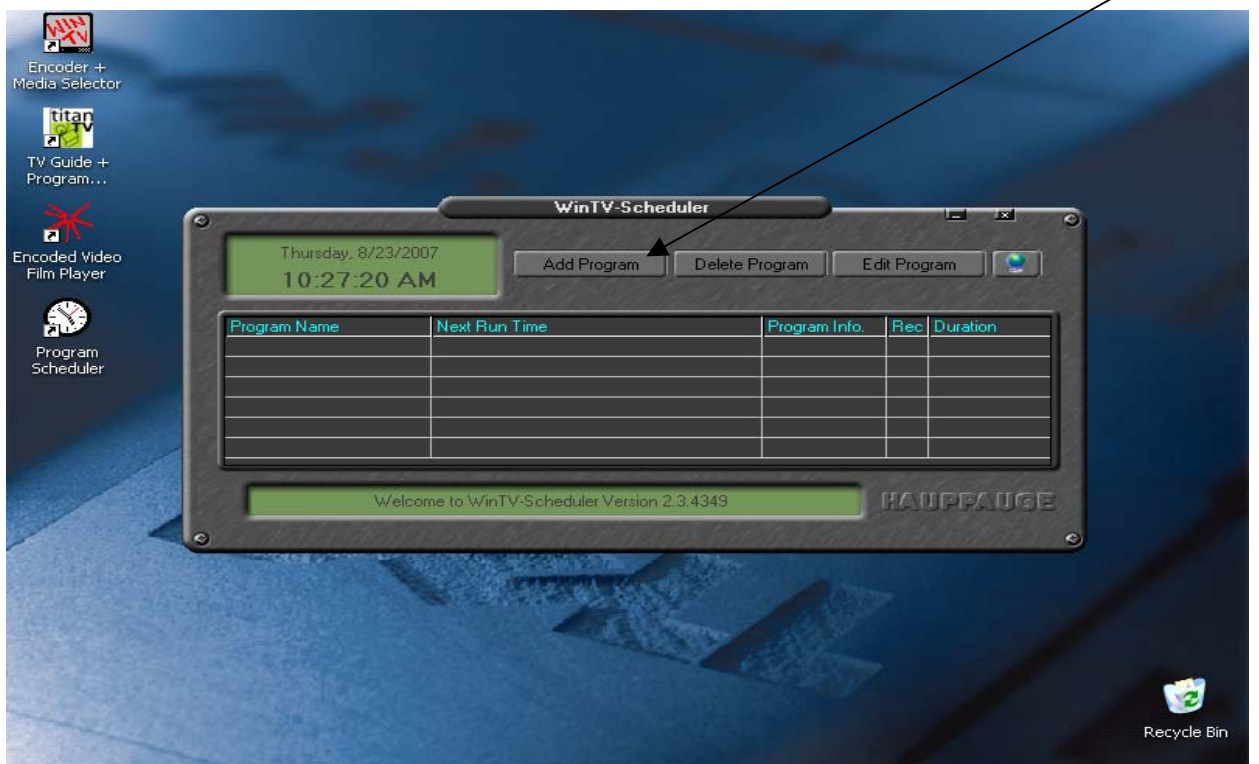 WIN
TV
Encoder +
Media Selector
titan
TV
TV Guide +
Program...
Encoded Video
Film Player
Program
Scheduler
WinTV-Scheduler
Thursday, 8/23/2007
10:27:20 AM
Add Program
Delete Program
Edit Program
Program Name
Next Run Time
Program Info.
Rec
Duration
Welcome to WinTV-Scheduler Version 2.3.4349
HAUPPAUGE
Recycle Bin